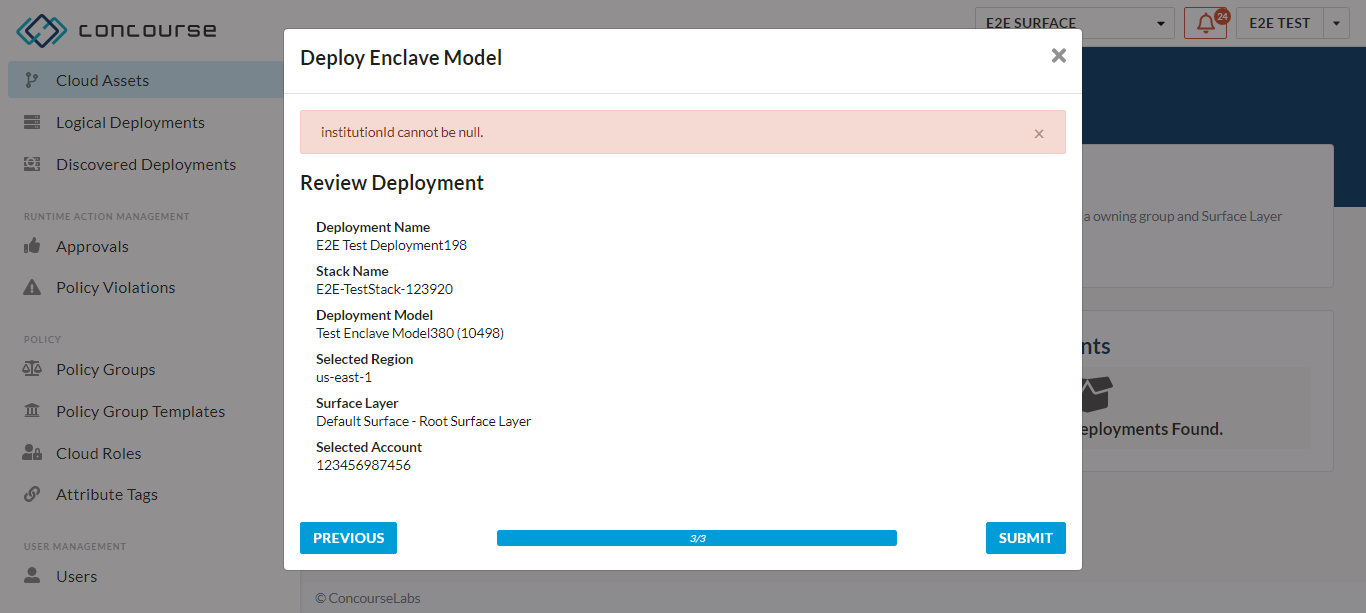 concourse
E2E SURFACE
24
E2E TEST
Cloud Assets
Logical Deployments
Discovered Deployments
RUNTIME ACTION MANAGEMENT
Approvals
Policy Violations
POLICY
Policy Groups
Policy Group Templates
Cloud Roles
Attribute Tags
USER MANAGEMENT
Users
Deploy Enclave Model
institutionId cannot be null.
Review Deployment
Deployment Name
E2E Test Deployment198
Stack Name
E2E-TestStack-123920
Deployment Model
Test Enclave Model380 (10498)
Selected Region
us-east-1
Surface Layer
Default Surface - Root Surface Layer
Selected Account
123456987456
PREVIOUS
3/3
SUBMIT
a owning group and Surface Layer
nts
eployments Found.
© ConcourseLabs